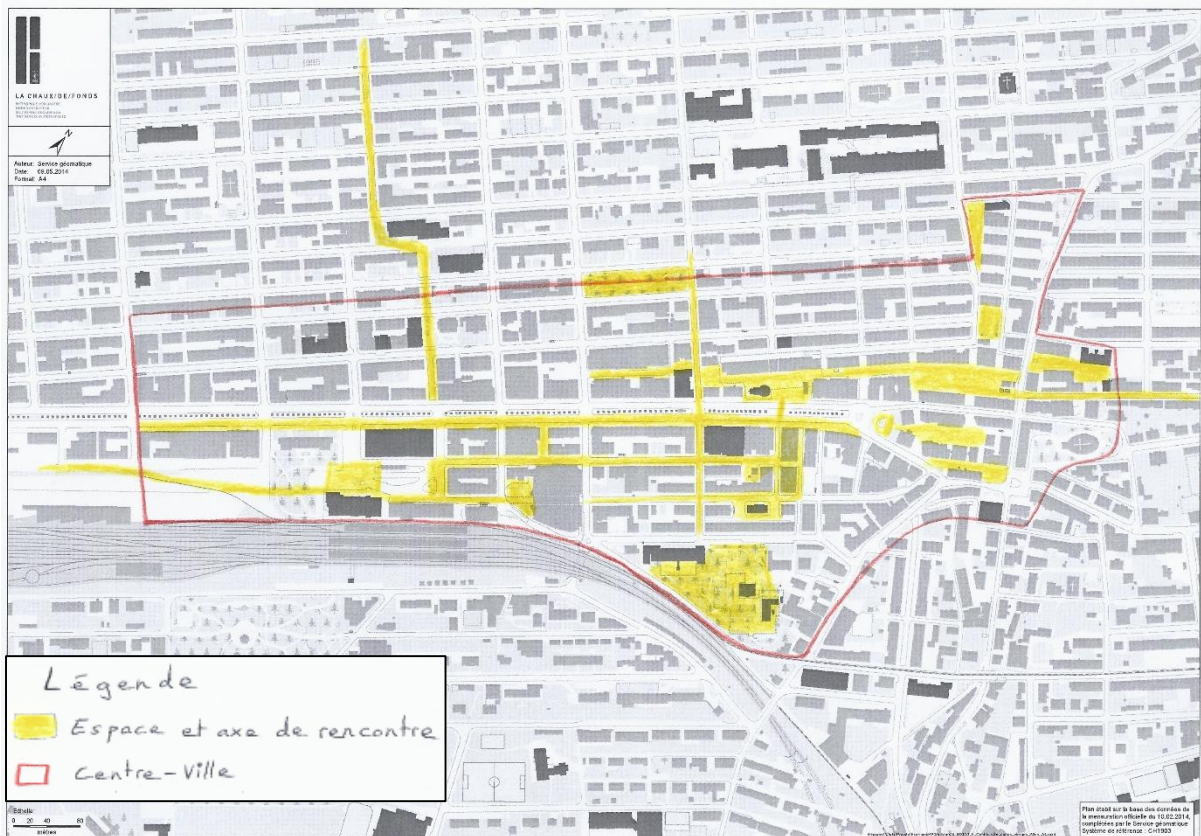 LA CHAUX/DE/FONDS
N
Auteur: Service géomatique
Date: 09.05.2014
Format: A4
Légende
Espace et axe de rencontre
Centre-Ville
Echelle
0 20 40 80
mètres
Plan établi sur la base des données de
la mensuration officielle du 10.02.2014,
complétées par le Service géomatique
Système de référence : CH1903